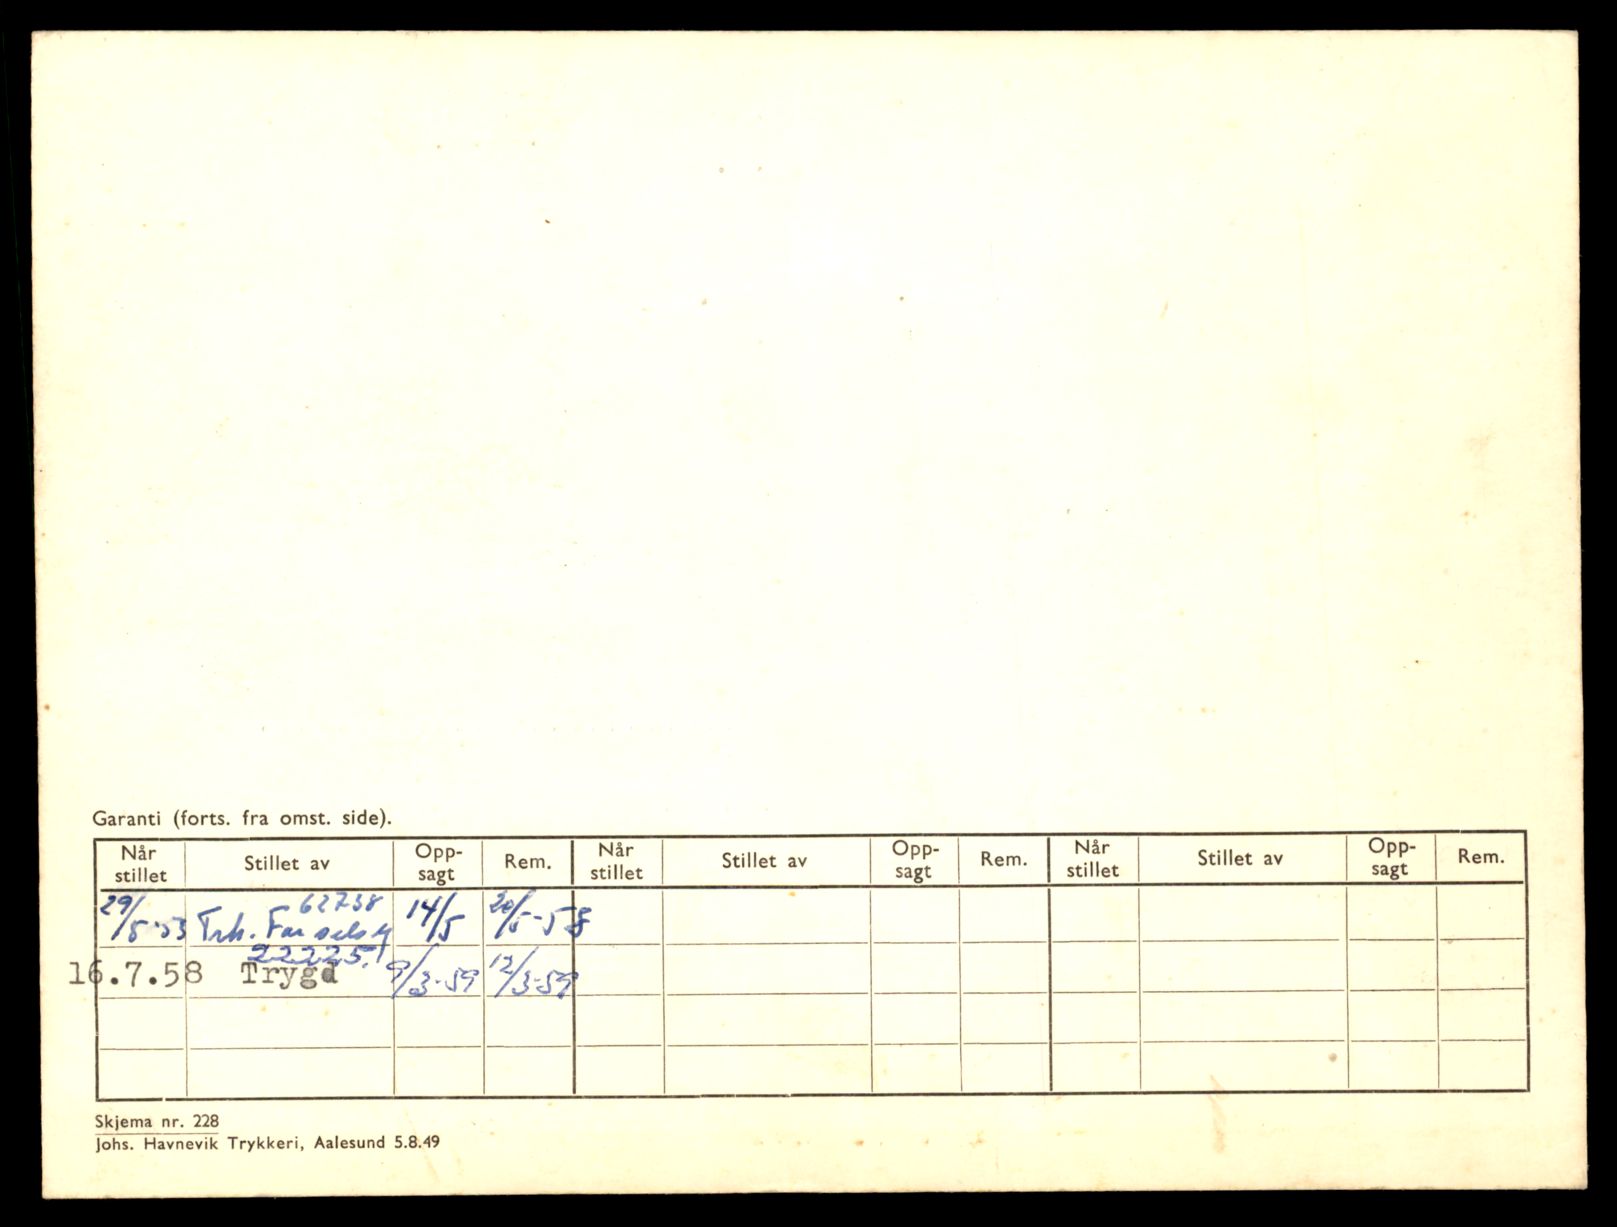 Garanti (forts. fra omst. side).
Når stillet Stillet av Opp- sagt Rem. Når stillet Stillet av Opp- sagt Rem. Når stillet Stillet av Opp- sagt Rem.
62738
29/5-53 Trh. 14/5 20/5-58
22225.
16.7.58 Trygd 9/3-59 12/3-59
Skjema nr. 228
Johs. Havnevik Trykkeri, Aalesund 5.8.49